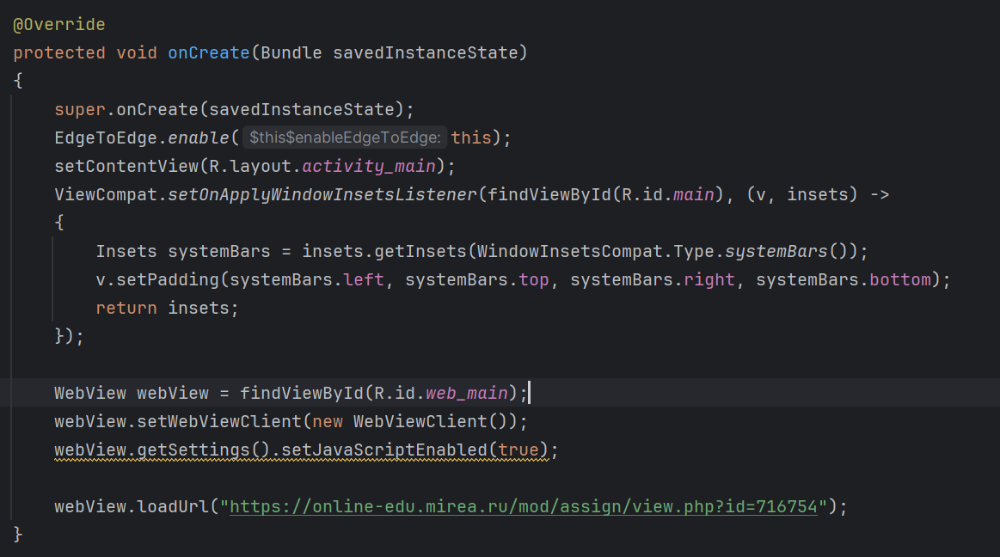 @Override
protected void onCreate(Bundle savedInstanceState)
{
super.onCreate(savedInstanceState);
EdgeToEdge.enable( $this$enableEdgeToEdge: this);
setContentView(R.layout.activity_main);
ViewCompat.setOnApplyWindowInsetsListener(findViewById(R.id.main), (v, insets) ->
{
Insets systemBars = insets.getInsets(WindowInsetsCompat.Type.systemBars());
v.setPadding(systemBars.left, systemBars.top, systemBars.right, systemBars.bottom);
return insets;
});
WebView webView = findViewById(R.id.web_main);
webView.setWebViewClient(new WebViewClient());
webView.getSettings().setJavaScriptEnabled(true);
webView.loadUrl("https://online-edu.mirea.ru/mod/assign/view.php?id=716754");
}